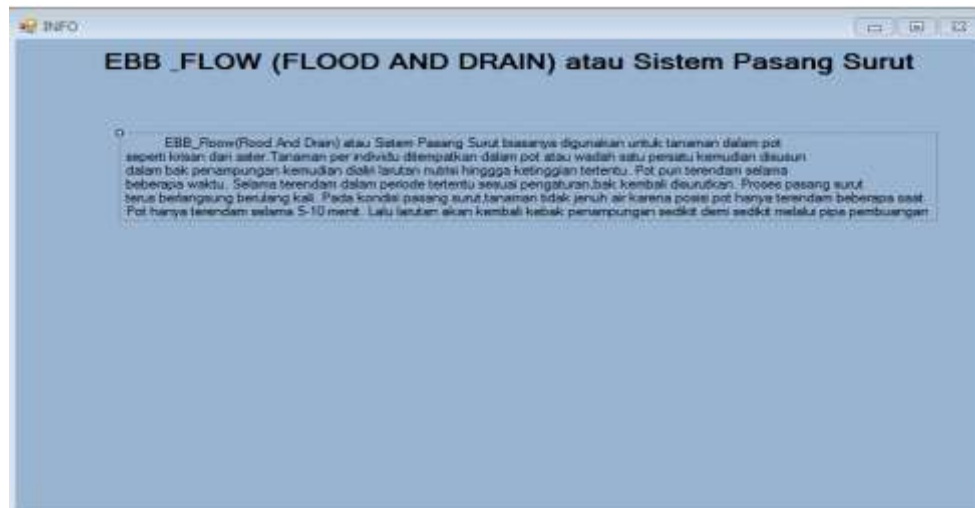 INFO
EBB _FLOW (FLOOD AND DRAIN) atau Sistem Pasang Surut
EBB_Floow(Flood And Drain) atau Sistem Pasang Surut biasanya digunakan untuk tanaman dalam pot
seperti krisan dan aster.Tanaman per individu ditempatkan dalam pot atau wadah satu persatu kemudian disusun
dalam bak penampungan kemudian dialiri larutan nutrisi hinggga ketinggian tertentu. Pot pun terendam selama
beberapa waktu. Selama terendam dalam periode tertentu sesuai pengaturan,bak kembali disurutkan. Proses pasang surut
terus berlangsung berulang kali. Pada kondisi pasang surut,tanaman tidak jenuh air karena posisi pot hanya terendam beberapa saat
Pot hanya terendam selama 5-10 menit. Lalu larutan akan kembali kebak penampungan sedikit demi sedikit melalui pipa pembuangan